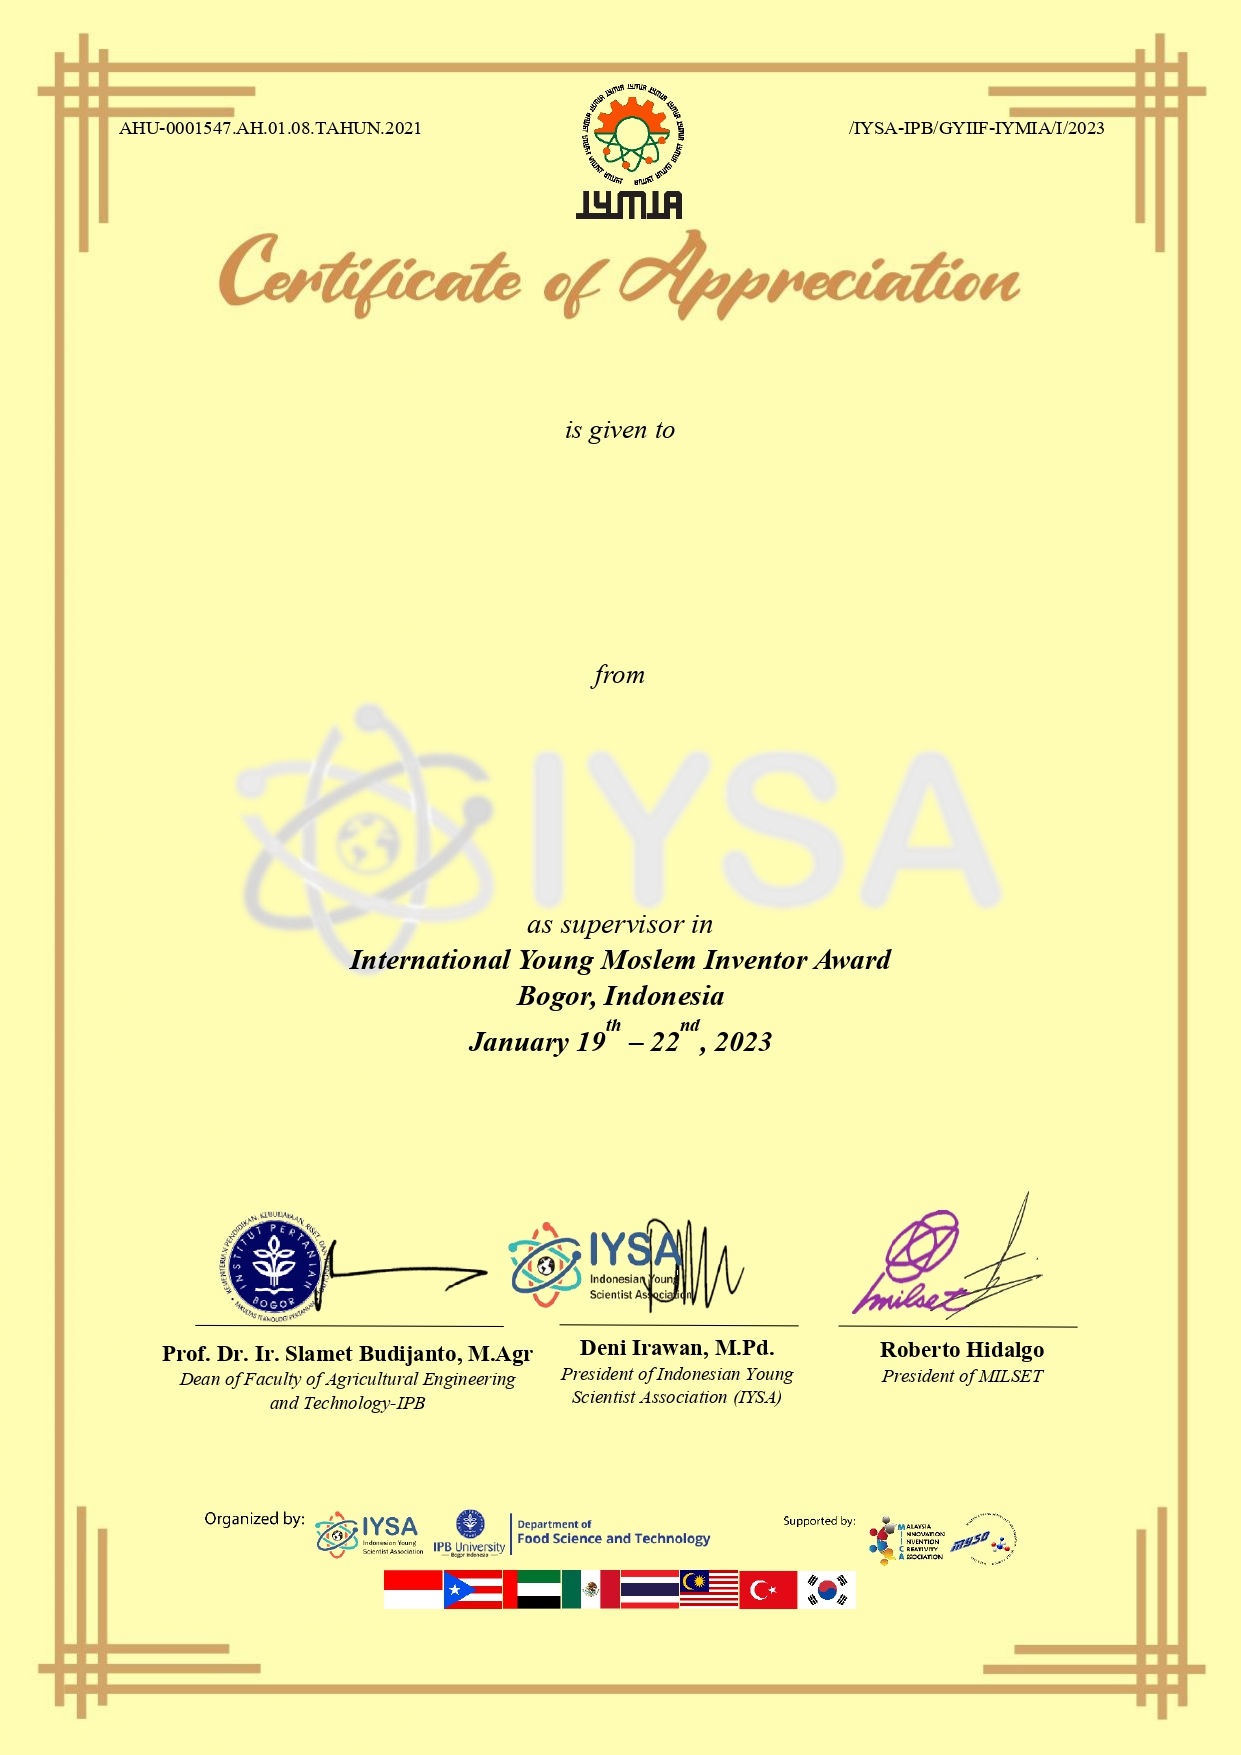 AHU-0001547.AH.01.08.TAHUN.2021
/IYSA-IPB/GYIIF-IYMIA/I/2023
IYMIA
Certificate of Appreciation
is given to
from
IYSA
as supervisor in
International Young Moslem Inventor Award
Bogor, Indonesia
January 19th – 22nd, 2023
INSTITUT PERTANIAN
BOGOR
IYSA
Indonesian Young
Scientist Association
milset
Prof. Dr. Ir. Slamet Budijanto, M.Agr
Dean of Faculty of Agricultural Engineering
and Technology-IPB
Deni Irawan, M.Pd.
President of Indonesian Young
Scientist Association (IYSA)
Roberto Hidalgo
President of MILSET
Organized by:
IYSA
Indonesian Young
Scientist Association
IPB University
Bogor Indonesia
Department of
Food Science and Technology
Supported by:
MALAYSIA
INNOVATION
INVENTION
CREATIVITY
ASSOCIATION
MYSO